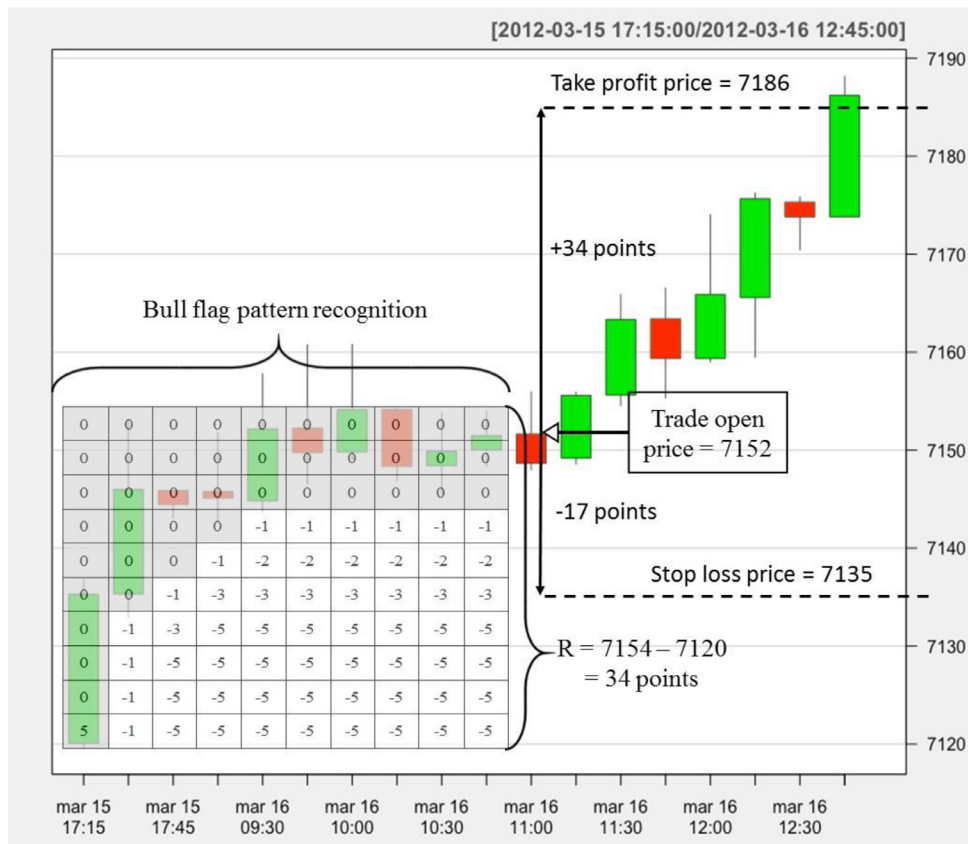 [2012-03-15 17:15:00/2012-03-16 12:45:00]
7190
Take profit price = 7186
7180
+34 points
7170
Bull flag pattern recognition
7160
Trade open
price = 7152
7150
-17 points
7140
Stop loss price = 7135
7130
R = 7154 – 7120
= 34 points
7120
0 0 0 0 0 0 0 0 0 0
0 0 0 0 0 0 0 0 0 0
0 0 0 0 0 0 0 0 0 0
0 0 0 0 -1 -1 -1 -1 -1 -1
0 0 0 -1 -2 -2 -2 -2 -2 -2
0 0 -1 -3 -3 -3 -3 -3 -3 -3
0 -1 -3 -5 -5 -5 -5 -5 -5 -5
0 -1 -5 -5 -5 -5 -5 -5 -5 -5
0 -1 -5 -5 -5 -5 -5 -5 -5 -5
5 -1 -5 -5 -5 -5 -5 -5 -5 -5
mar 15 mar 15 mar 16 mar 16 mar 16 mar 16 mar 16 mar 16 mar 16
17:15 17:45 09:30 10:00 10:30 11:00 11:30 12:00 12:30